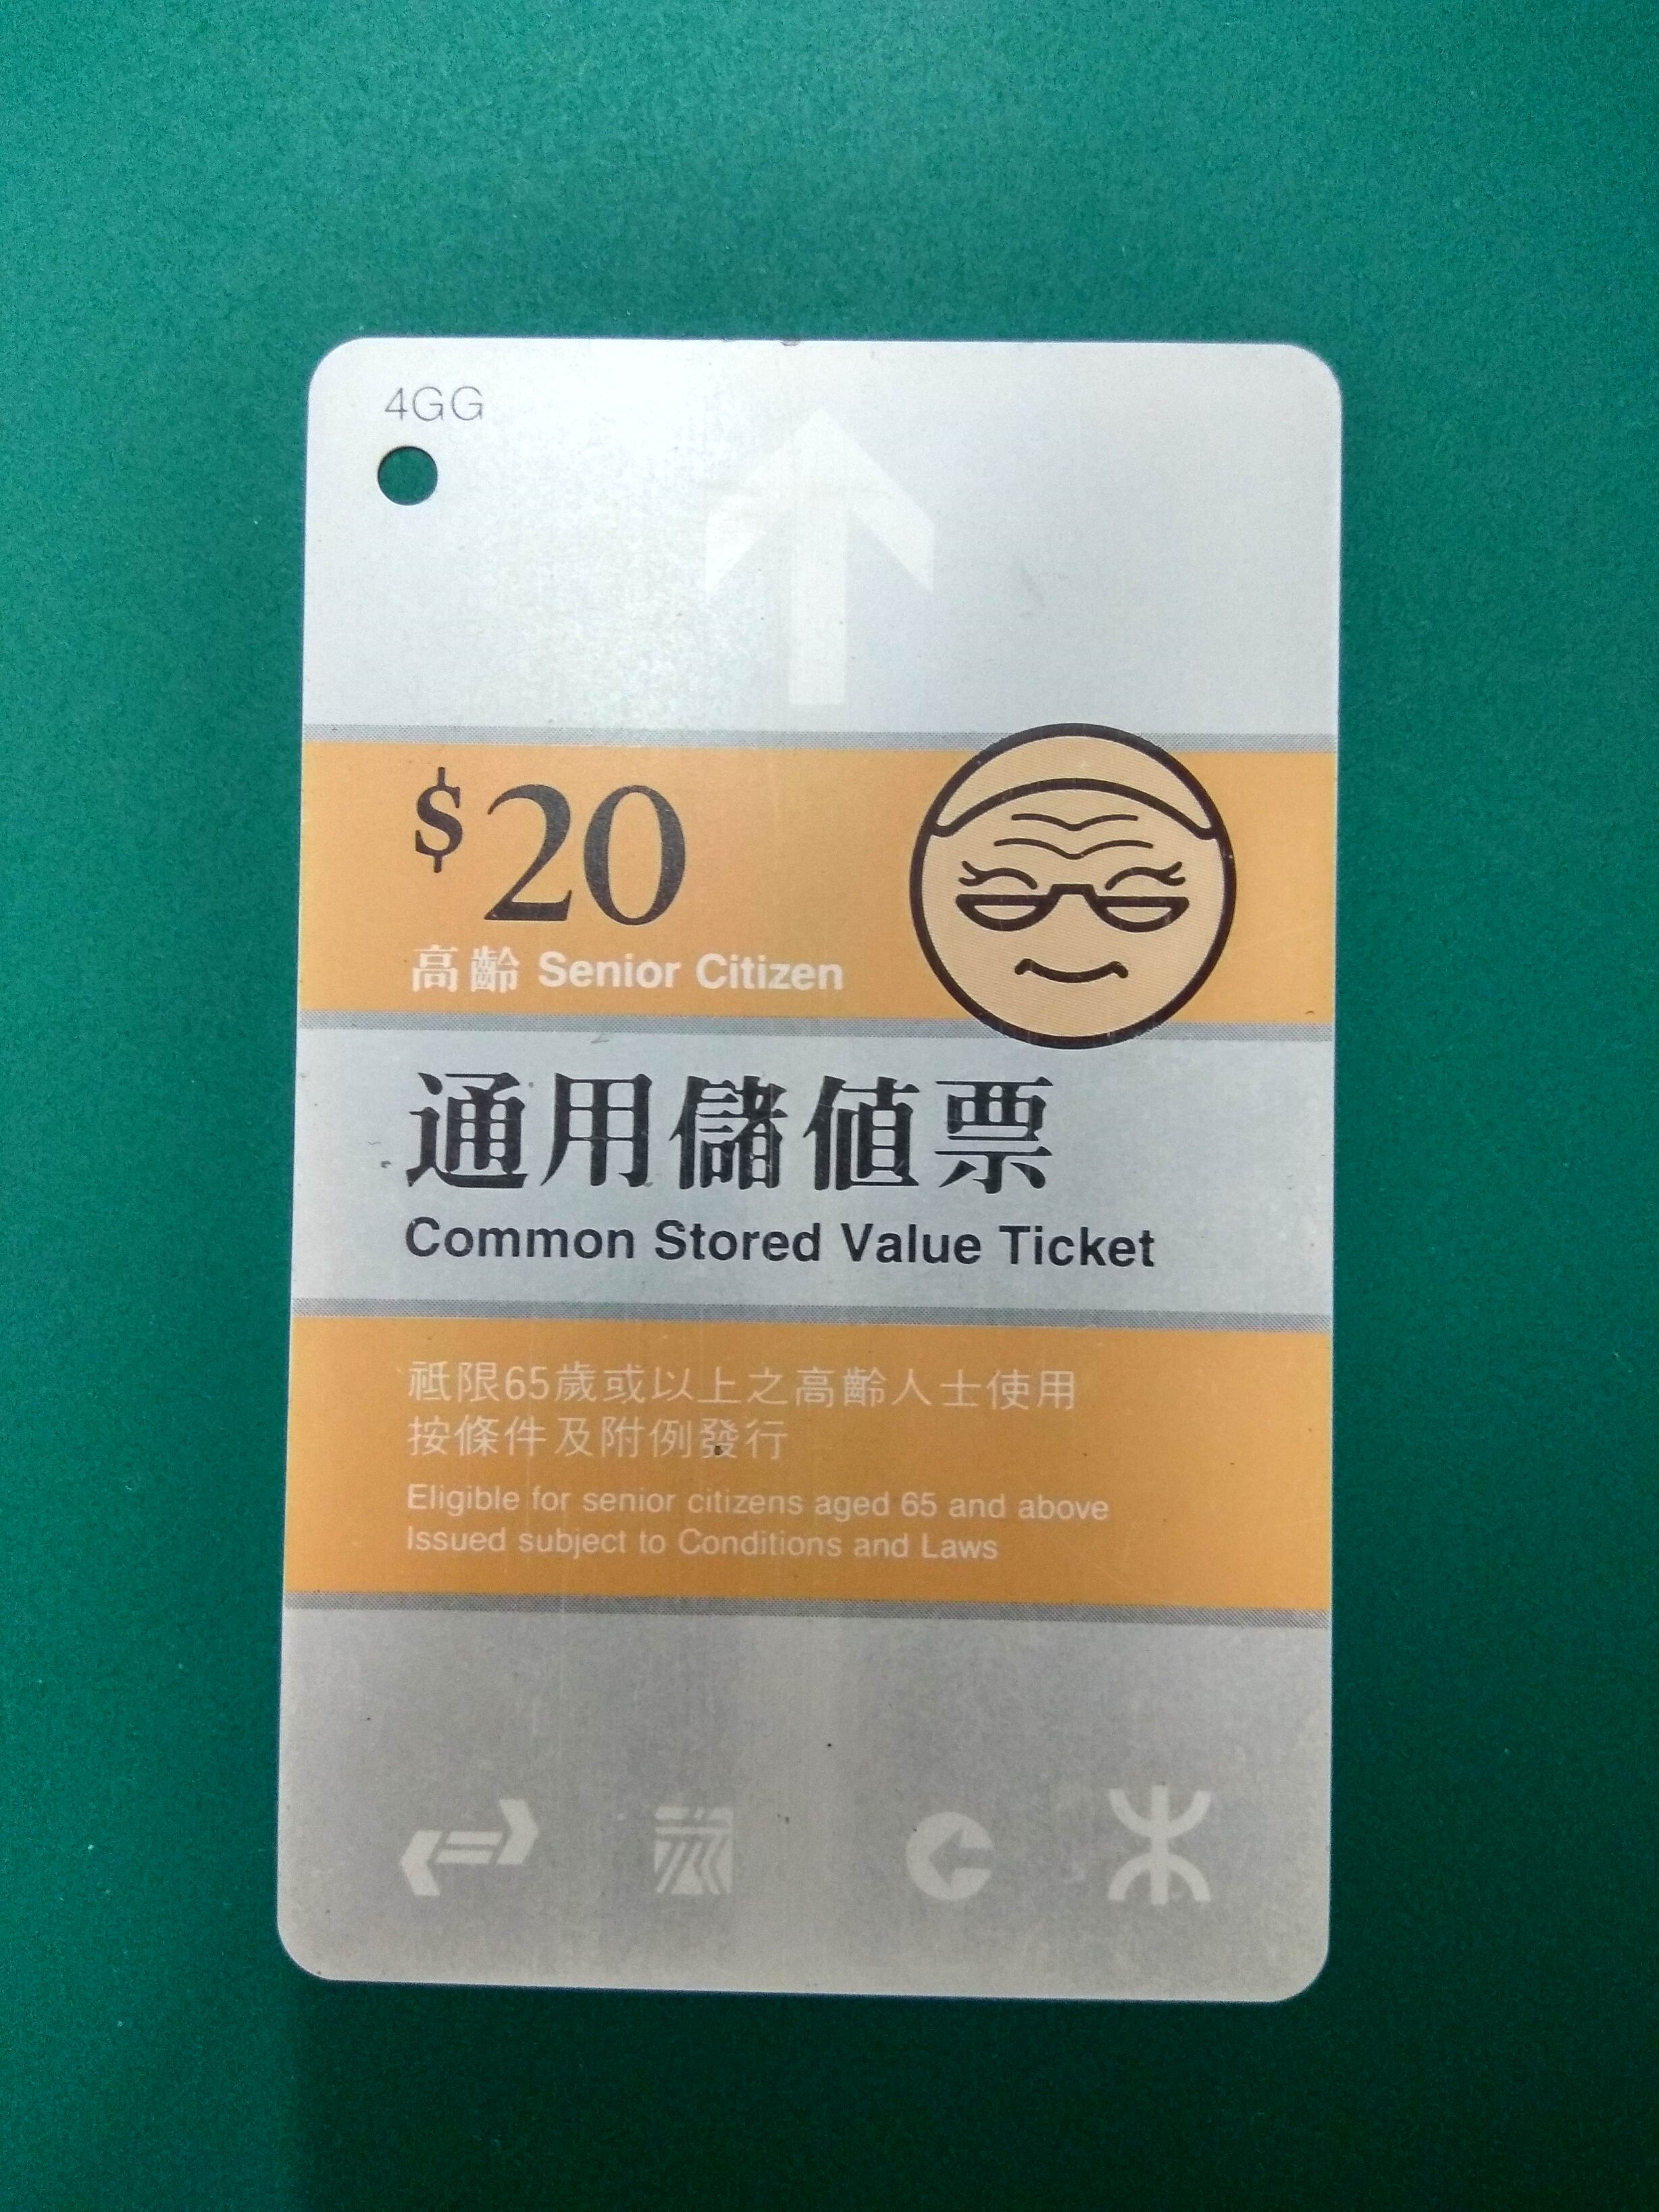 4GG
$20
高齡 Senior Citizen
通用儲值票
Common Stored Value Ticket
祗限65歲或以上之高齡人士使用
按條件及附例發行
Eligible for senior citizens aged 65 and above
Issued subject to Conditions and Laws